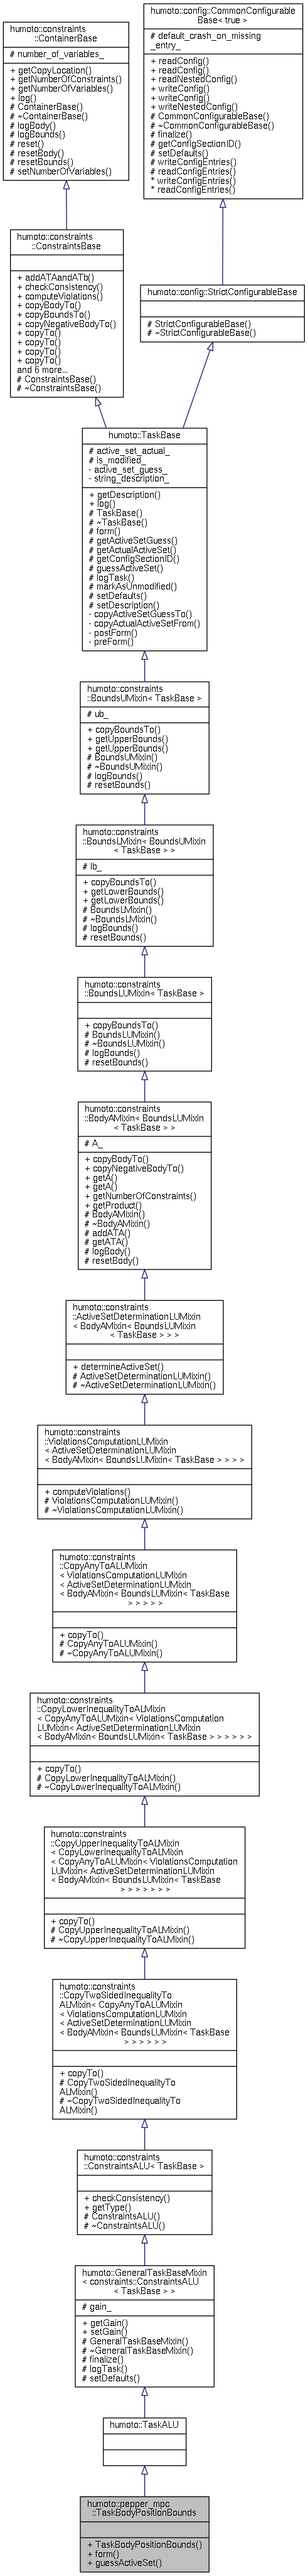 humoto::constraints
::ContainerBase
# number_of_variables_
+ getCopyLocation()
+ getNumberOfConstraints()
+ getNumberOfVariables()
+ log()
# ContainerBase()
# ~ContainerBase()
# logBody()
# logBounds()
# reset()
# resetBody()
# resetBounds()
# setNumberOfVariables()
humoto::config::CommonConfigurable
Base< true >
# default_crash_on_missing
_entry_
+ readConfig()
+ readConfig()
+ readNestedConfig()
+ writeConfig()
+ writeConfig()
+ writeNestedConfig()
# CommonConfigurableBase()
# ~CommonConfigurableBase()
# finalize()
# getConfigSectionID()
# setDefaults()
# writeConfigEntries()
# readConfigEntries()
* writeConfigEntries()
* readConfigEntries()
humoto::constraints
::ConstraintsBase
+ addATAandATb()
+ checkConsistency()
+ computeViolations()
+ copyBodyTo()
+ copyBoundsTo()
+ copyNegativeBodyTo()
+ copyTo()
+ copyTo()
+ copyTo()
+ copyTo()
and 6 more...
# ConstraintsBase()
# ~ConstraintsBase()
humoto::config::StrictConfigurableBase
# StrictConfigurableBase()
# ~StrictConfigurableBase()
humoto::TaskBase
# active_set_actual_
# is_modified_
- active_set_guess_
- string_description_
+ getDescription()
+ log()
# TaskBase()
# ~TaskBase()
# form()
# getActiveSetGuess()
# getActualActiveSet()
# getConfigSectionID()
# guessActiveSet()
# logTask()
# markAsUnmodified()
# setDefaults()
# setDescription()
- copyActiveSetGuessTo()
- copyActualActiveSetFrom()
- postForm()
- preForm()
humoto::constraints
::BoundsUMixin< TaskBase >
# ub_
+ copyBoundsTo()
+ getUpperBounds()
+ getUpperBounds()
# BoundsUMixin()
# ~BoundsUMixin()
# logBounds()
# resetBounds()
humoto::constraints
::BoundsLMixin< BoundsUMixin
< TaskBase > >
# lb_
+ copyBoundsTo()
+ getLowerBounds()
+ getLowerBounds()
# BoundsLMixin()
# ~BoundsLMixin()
# logBounds()
# resetBounds()
humoto::constraints
::BoundsLUMixin< TaskBase >
+ copyBoundsTo()
# BoundsLUMixin()
# ~BoundsLUMixin()
# logBounds()
# resetBounds()
humoto::constraints
::BodyAMixin< BoundsLUMixin
< TaskBase > >
# A_
+ copyBodyTo()
+ copyNegativeBodyTo()
+ getA()
+ getA()
+ getNumberOfConstraints()
+ getProduct()
# BodyAMixin()
# ~BodyAMixin()
# addATA()
# getATA()
# logBody()
# resetBody()
humoto::constraints
::ActiveSetDeterminationLUMixin
< BodyAMixin< BoundsLUMixin
< TaskBase > > >
+ determineActiveSet()
# ActiveSetDeterminationLUMixin()
# ~ActiveSetDeterminationLUMixin()
humoto::constraints
::ViolationsComputationLUMixin
< ActiveSetDeterminationLUMixin
< BodyAMixin< BoundsLUMixin< TaskBase > > > >
+ computeViolations()
# ViolationsComputationLUMixin()
# ~ViolationsComputationLUMixin()
humoto::constraints
::CopyAnyToALUMixin
< ViolationsComputationLUMixin
< ActiveSetDeterminationLUMixin
< BodyAMixin< BoundsLUMixin< TaskBase
> > > > >
+ copyTo()
# CopyAnyToALUMixin()
# ~CopyAnyToALUMixin()
humoto::constraints
::CopyLowerInequalityToALMixin
< CopyAnyToALUMixin< ViolationsComputation
LUMixin< ActiveSetDeterminationLUMixin
< BodyAMixin< BoundsLUMixin< TaskBase > > > > > >
+ copyTo()
# CopyLowerInequalityToALMixin()
# ~CopyLowerInequalityToALMixin()
humoto::constraints
::CopyUpperInequalityToALMixin
< CopyLowerInequalityToALMixin
< CopyAnyToALUMixin< ViolationsComputation
LUMixin< ActiveSetDeterminationLUMixin
< BodyAMixin< BoundsLUMixin< TaskBase
> > > > > > >
+ copyTo()
# CopyUpperInequalityToALMixin()
# ~CopyUpperInequalityToALMixin()
humoto::constraints
::CopyTwoSidedInequalityTo
ALMixin< CopyAnyToALUMixin
< ViolationsComputationLUMixin
< ActiveSetDeterminationLUMixin
< BodyAMixin< BoundsLUMixin< TaskBase
> > > > > >
+ copyTo()
# CopyTwoSidedInequalityTo
ALMixin()
# ~CopyTwoSidedInequalityTo
ALMixin()
humoto::constraints
::ConstraintsALU< TaskBase >
+ checkConsistency()
+ getType()
# ConstraintsALU()
# ~ConstraintsALU()
humoto::GeneralTaskBaseMixin
< constraints::ConstraintsALU
< TaskBase > >
# gain_
+ getGain()
+ setGain()
# GeneralTaskBaseMixin()
# ~GeneralTaskBaseMixin()
# finalize()
# logTask()
# setDefaults()
humoto::TaskALU
humoto::pepper_mpc
::TaskBodyPositionBounds
+ TaskBodyPositionBounds()
+ form()
+ guessActiveSet()